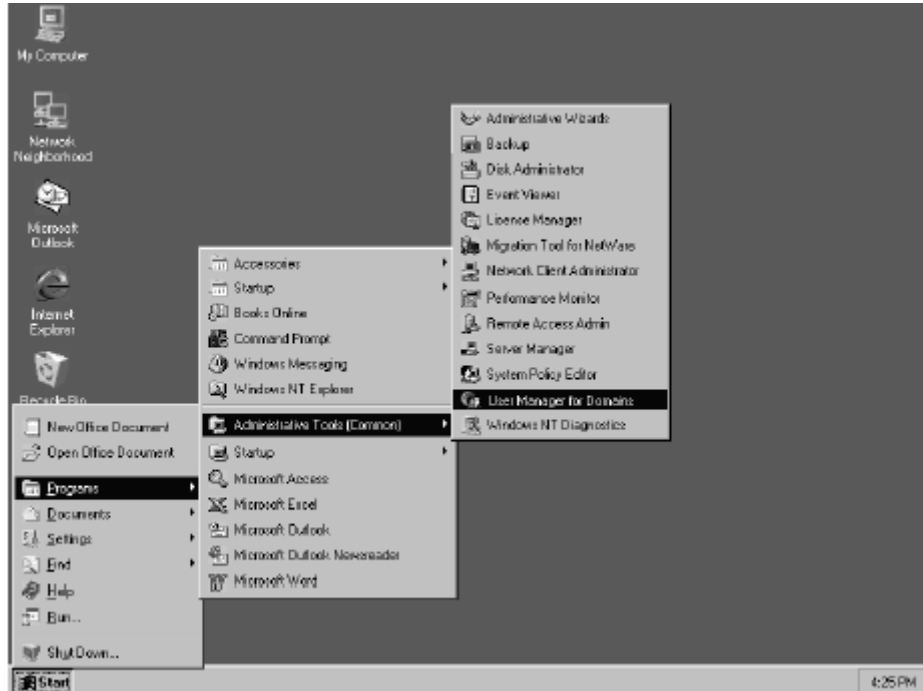 My Computer
Network
Neighborhood
Microsoft
Outlook
Internet
Explorer
Recycle Bin
New Office Document
Open Office Document
Programs
Documents
Settings
Find
Help
Run...
Shut Down...
Start
Accessories
Startup
Books Online
Command Prompt
Windows Messaging
Windows NT Explorer
Administrative Tools (Common)
Startup
Microsoft Access
Microsoft Excel
Microsoft Outlook
Microsoft Outlook Newsreader
Microsoft Word
Administrative Wizards
Backup
Disk Administrator
Event Viewer
License Manager
Migration Tool for NetWare
Network Client Administrator
Performance Monitor
Remote Access Admin
Server Manager
System Policy Editor
User Manager for Domains
Windows NT Diagnostics
4:25 PM